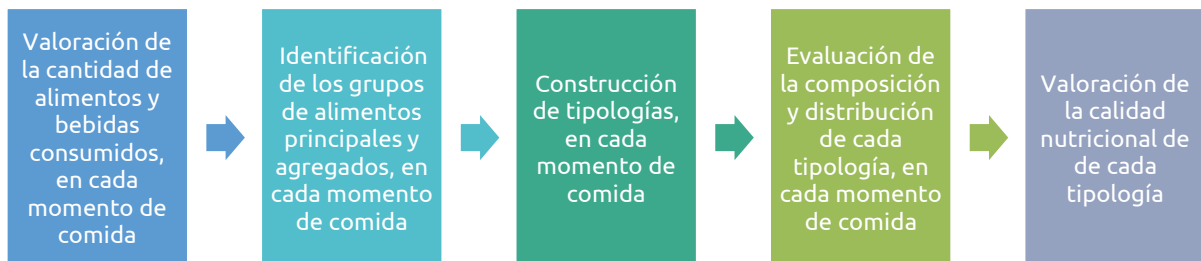 Valoración de
la cantidad de
alimentos y
bebidas
consumidos,
en cada
momento de
comida
Identificación
de los grupos
de alimentos
principales y
agregados, en
cada momento
de comida
Construcción
de tipologías,
en cada
momento de
comida
Evaluación de
la composición
y distribución
de cada
tipología, en
cada momento
de comida
Valoración de
la calidad
nutricional de
de cada
tipología